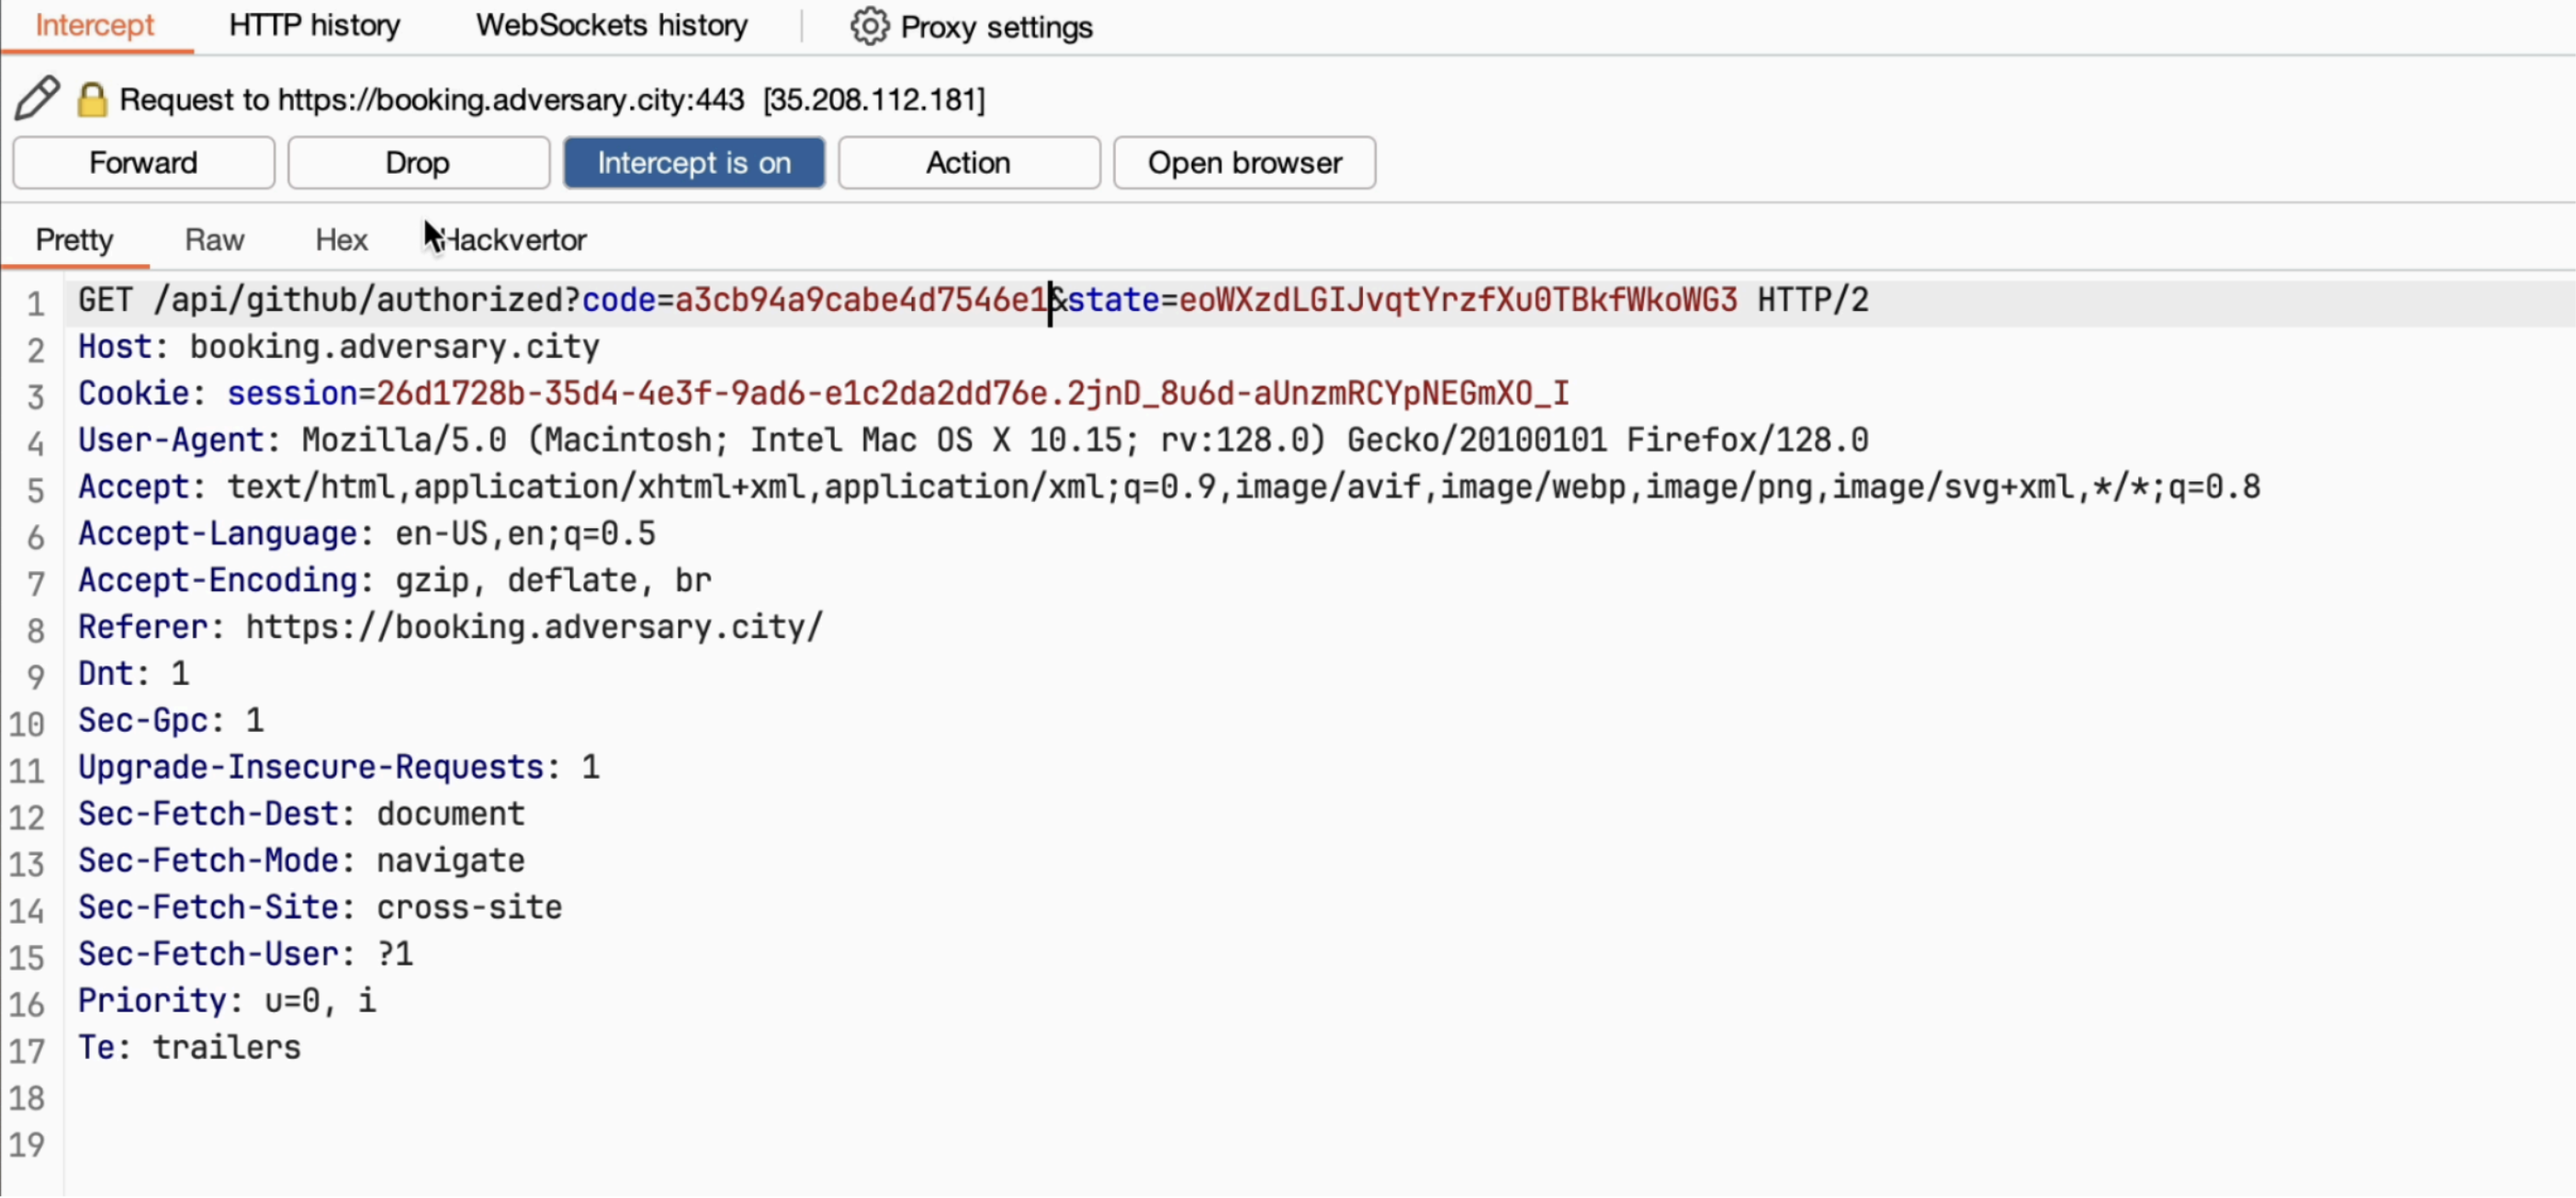 Intercept HTTP history WebSockets history Proxy settings
Request to https://booking.adversary.city:443 [35.208.112.181]
Forward Drop Intercept is on Action Open browser
Pretty Raw Hex Hackvertor
1 GET /api/github/authorized?code=a3cb94a9cabe4d7546e1&state=eoWXzdLGIJvqtYrzfXu0TBkfWkoWG3 HTTP/2
2 Host: booking.adversary.city
3 Cookie: session=26d1728b-35d4-4e3f-9ad6-e1c2da2dd76e.2jnD_8u6d-aUnzmRCYpNEGmXO_I
4 User-Agent: Mozilla/5.0 (Macintosh; Intel Mac OS X 10.15; rv:128.0) Gecko/20100101 Firefox/128.0
5 Accept: text/html,application/xhtml+xml,application/xml;q=0.9,image/avif,image/webp,image/png,image/svg+xml,*/*;q=0.8
6 Accept-Language: en-US,en;q=0.5
7 Accept-Encoding: gzip, deflate, br
8 Referer: https://booking.adversary.city/
9 Dnt: 1
10 Sec-Gpc: 1
11 Upgrade-Insecure-Requests: 1
12 Sec-Fetch-Dest: document
13 Sec-Fetch-Mode: navigate
14 Sec-Fetch-Site: cross-site
15 Sec-Fetch-User: ?1
16 Priority: u=0, i
17 Te: trailers
18
19